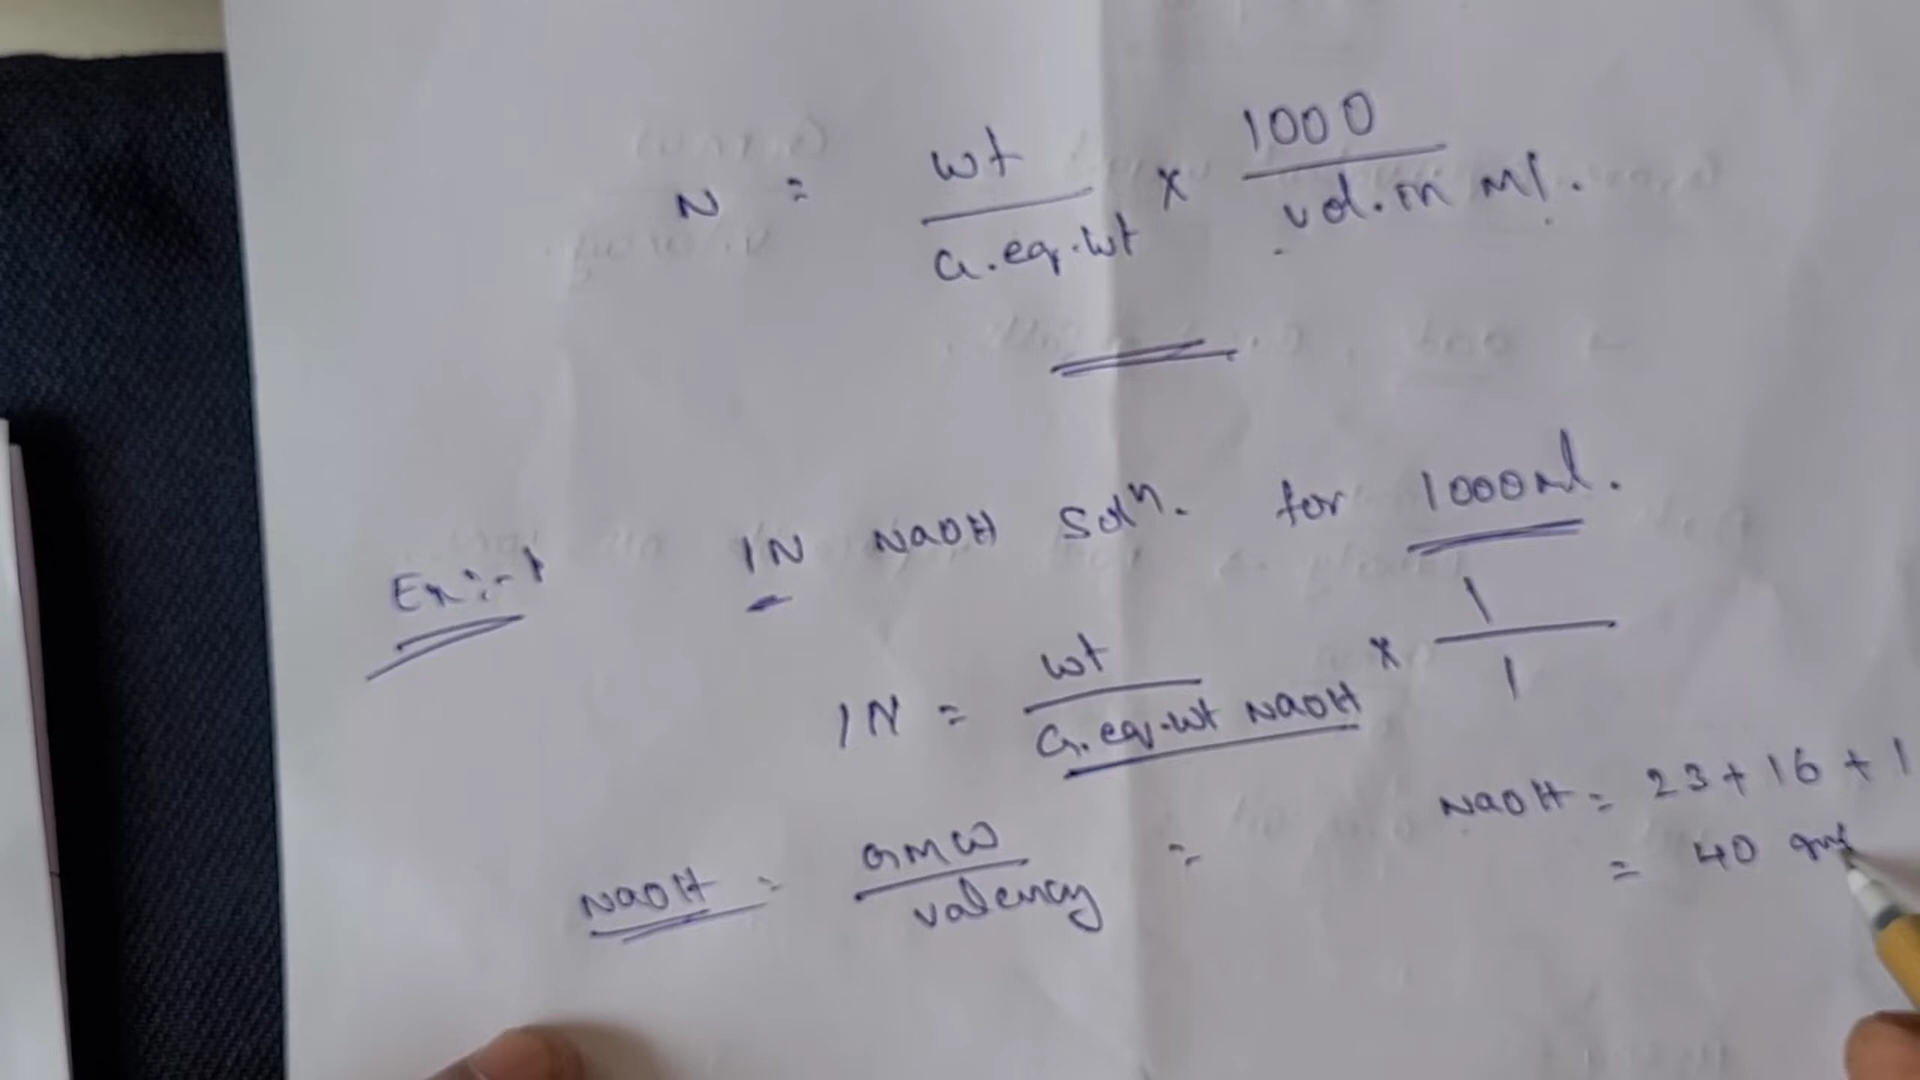 N = wt / G.eq.wt x 1000 / vol.in ml.
Ex:-1 1N NaOH Solⁿ. for 1000ml.
1N = wt / G.eq.wt NaOH x 1 / 1
NaOH = GMW / valency =
NaOH = 23 + 16 + 1
= 40